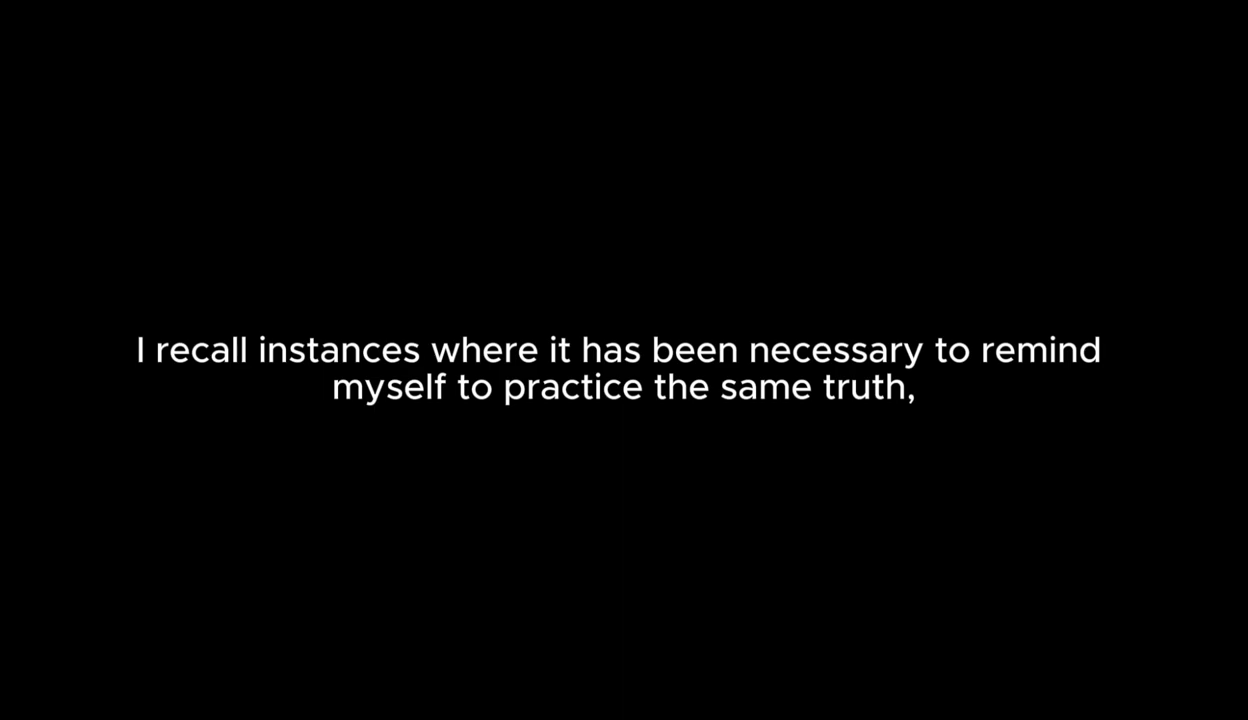 I recall instances where it has been necessary to remind
myself to practice the same truth,